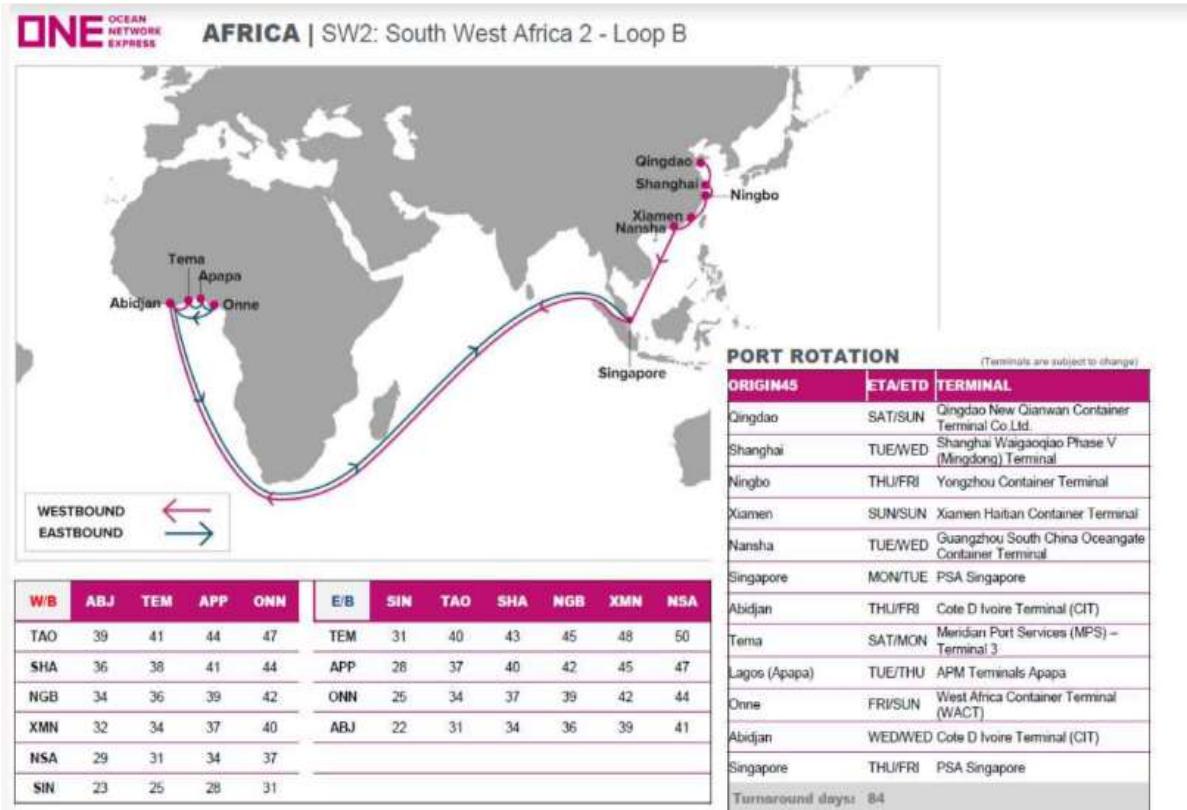 ONE OCEAN NETWORK EXPRESS
AFRICA | SW2: South West Africa 2 - Loop B
Qingdao
Shanghai
Ningbo
Xiamen
Nansha
Tema
Apapa
Abidjan
Onne
Singapore
WESTBOUND
EASTBOUND
W/B ABJ TEM APP ONN
TAO 39 41 44 47
SHA 36 38 41 44
NGB 34 36 39 42
XMN 32 34 37 40
NSA 29 31 34 37
SIN 23 25 28 31
E/B SIN TAO SHA NGB XMN NSA
TEM 31 40 43 45 48 50
APP 28 37 40 42 45 47
ONN 25 34 37 39 42 44
ABJ 22 31 34 36 39 41
PORT ROTATION (Terminals are subject to change)
ORIGIN45 ETA/ETD TERMINAL
Qingdao SAT/SUN Qingdao New Qianwan Container
Terminal Co.Ltd.
Shanghai TUE/WED Shanghai Waigaoqiao Phase V
(Mingdong) Terminal
Ningbo THU/FRI Yongzhou Container Terminal
Xiamen SUN/SUN Xiamen Haitian Container Terminal
Nansha TUE/WED Guangzhou South China Oceangate
Container Terminal
Singapore MON/TUE PSA Singapore
Abidjan THU/FRI Cote D Ivoire Terminal (CIT)
Tema SAT/MON Meridian Port Services (MPS) –
Terminal 3
Lagos (Apapa) TUE/THU APM Terminals Apapa
Onne FRI/SUN West Africa Container Terminal
(WACT)
Abidjan WED/WED Cote D Ivoire Terminal (CIT)
Singapore THU/FRI PSA Singapore
Turnaround days: 84